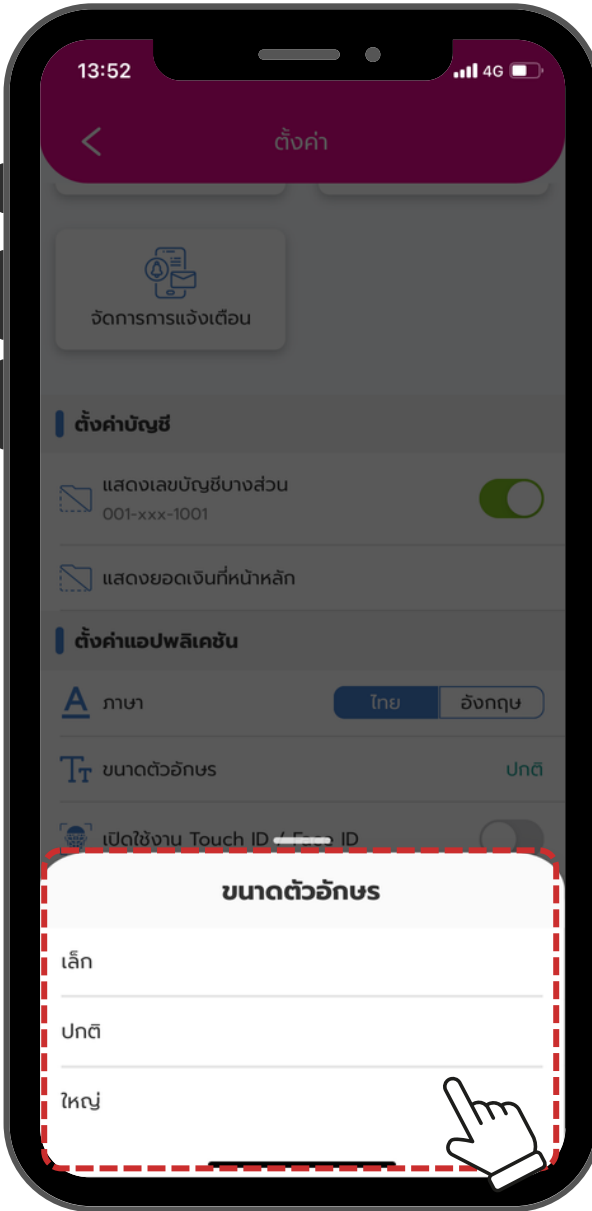 13:52
4G
ตั้งค่า
จัดการการแจ้งเตือน
ตั้งค่าบัญชี
แสดงเลขบัญชีบางส่วน
001-xxx-1001
แสดงยอดเงินที่หน้าหลัก
ตั้งค่าแอปพลิเคชัน
A ภาษา ไทย อังกฤษ
TT ขนาดตัวอักษร ปกติ
เปิดใช้งาน Touch ID / Face ID
ขนาดตัวอักษร
เล็ก
ปกติ
ใหญ่